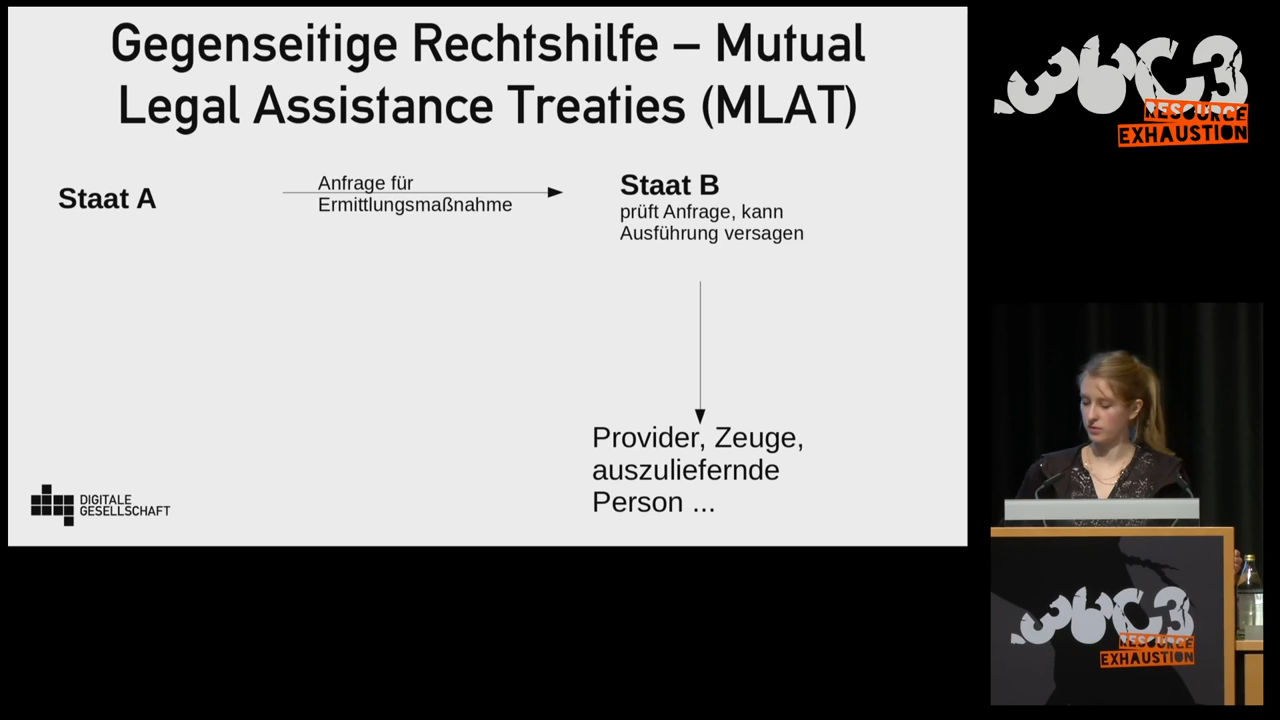 Gegenseitige Rechtshilfe – Mutual
Legal Assistance Treaties (MLAT)
Staat A
Anfrage für
Ermittlungsmaßnahme
Staat B
prüft Anfrage, kann
Ausführung versagen
Provider, Zeuge,
auszuliefernde
Person ...
DIGITALE
GESELLSCHAFT
36C3
RESOURCE
EXHAUSTION
36C3
RESOURCE
EXHAUSTION